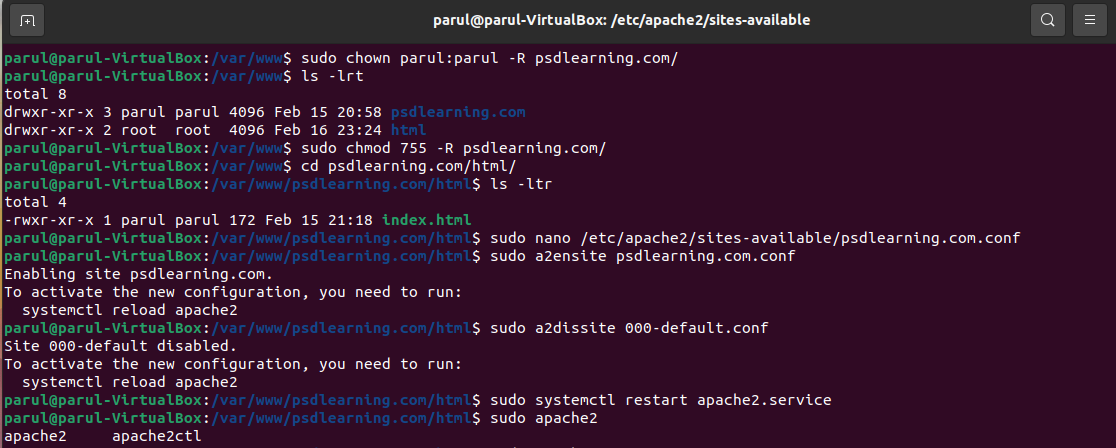 parul@parul-VirtualBox: /etc/apache2/sites-available
parul@parul-VirtualBox:/var/www$ sudo chown parul:parul -R psdlearning.com/
parul@parul-VirtualBox:/var/www$ ls -lrt
total 8
drwxr-xr-x 3 parul parul 4096 Feb 15 20:58 psdlearning.com
drwxr-xr-x 2 root  root  4096 Feb 16 23:24 html
parul@parul-VirtualBox:/var/www$ sudo chmod 755 -R psdlearning.com/
parul@parul-VirtualBox:/var/www$ cd psdlearning.com/html/
parul@parul-VirtualBox:/var/www/psdlearning.com/html$ ls -ltr
total 4
-rwxr-xr-x 1 parul parul 172 Feb 15 21:18 index.html
parul@parul-VirtualBox:/var/www/psdlearning.com/html$ sudo nano /etc/apache2/sites-available/psdlearning.com.conf
parul@parul-VirtualBox:/var/www/psdlearning.com/html$ sudo a2ensite psdlearning.com.conf
Enabling site psdlearning.com.
To activate the new configuration, you need to run:
  systemctl reload apache2
parul@parul-VirtualBox:/var/www/psdlearning.com/html$ sudo a2dissite 000-default.conf
Site 000-default disabled.
To activate the new configuration, you need to run:
  systemctl reload apache2
parul@parul-VirtualBox:/var/www/psdlearning.com/html$ sudo systemctl restart apache2.service
parul@parul-VirtualBox:/var/www/psdlearning.com/html$ sudo apache2
apache2     apache2ctl